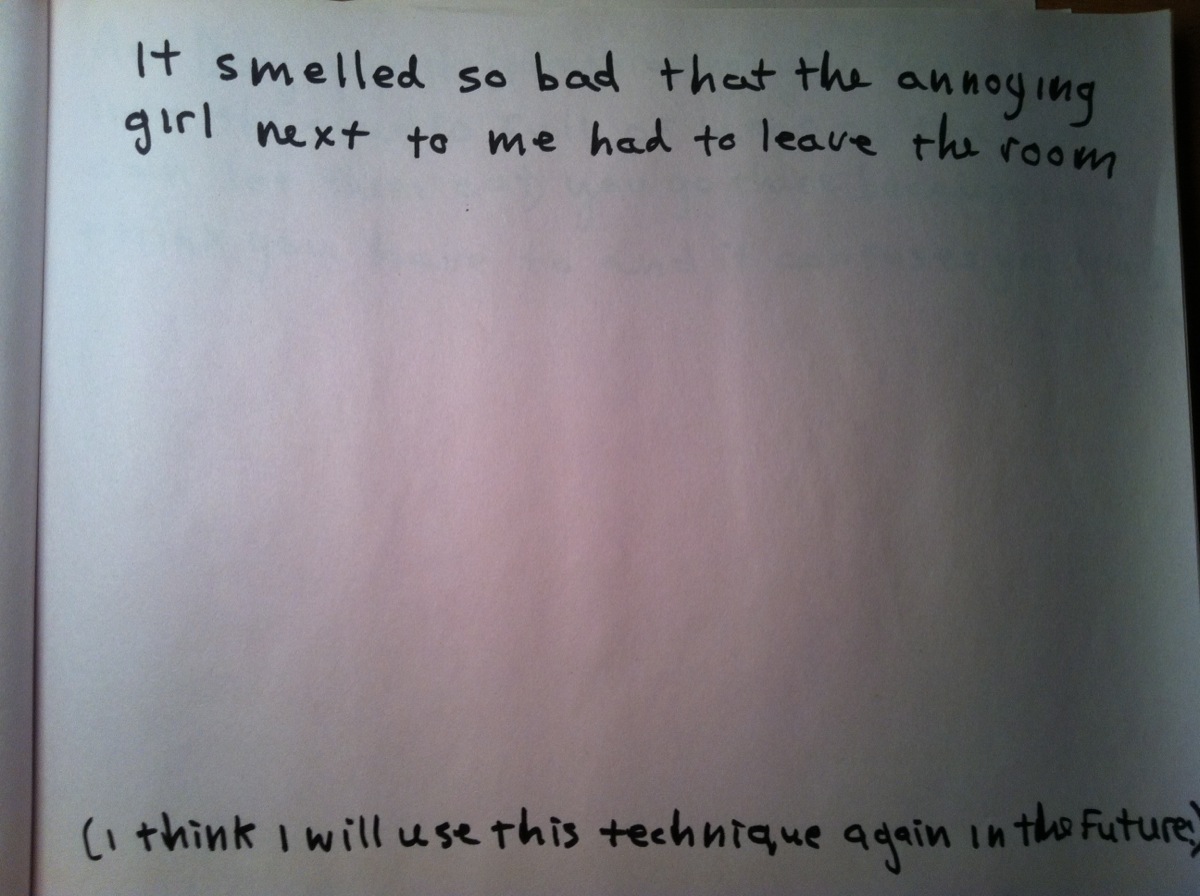 It smelled so bad that the annoying
girl next to me had to leave the room
(I think I will use this technique again in the Future)